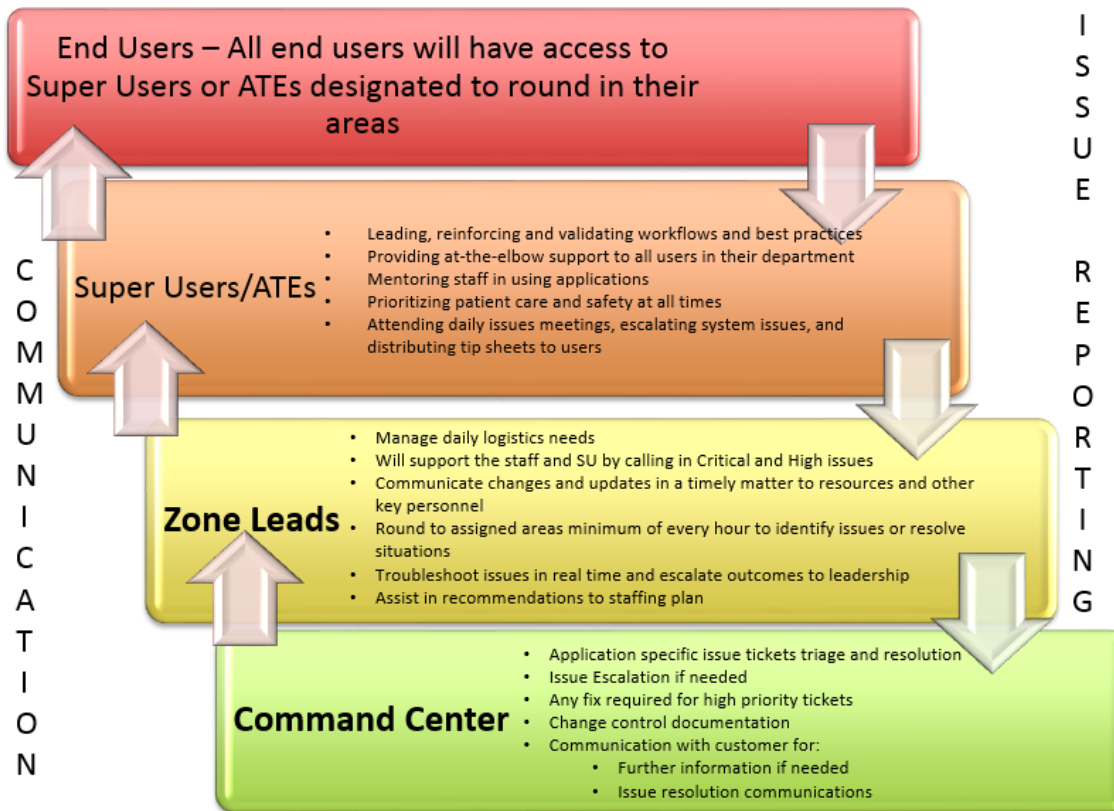 End Users – All end users will have access to
Super Users or ATEs designated to round in their
areas
Super Users/ATEs
• Leading, reinforcing and validating workflows and best practices
• Providing at-the-elbow support to all users in their department
• Mentoring staff in using applications
• Prioritizing patient care and safety at all times
• Attending daily issues meetings, escalating system issues, and
distributing tip sheets to users
Zone Leads
• Manage daily logistics needs
• Will support the staff and SU by calling in Critical and High issues
• Communicate changes and updates in a timely matter to resources and other
key personnel
• Round to assigned areas minimum of every hour to identify issues or resolve
situations
• Troubleshoot issues in real time and escalate outcomes to leadership
• Assist in recommendations to staffing plan
Command Center
• Application specific issue tickets triage and resolution
• Issue Escalation if needed
• Any fix required for high priority tickets
• Change control documentation
• Communication with customer for:
• Further information if needed
• Issue resolution communications
COMMUNICATION
ISSUE REPORTING